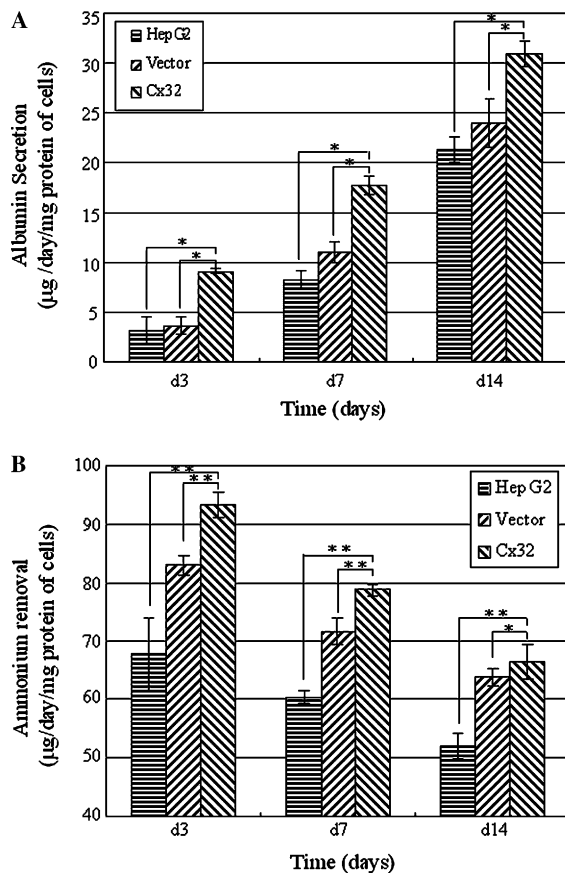 A
HepG2
Vector
Cx32
Albumin Secretion
(µg /day/mg protein of cells)
35
30
25
20
15
10
5
0
*
*
*
*
*
*
d3
d7
d14
Time (days)
B
HepG2
Vector
Cx32
Ammonium removal
(µg/day/mg protein of cells)
100
90
80
70
60
50
40
**
**
**
**
**
*
d3
d7
d14
Time (days)